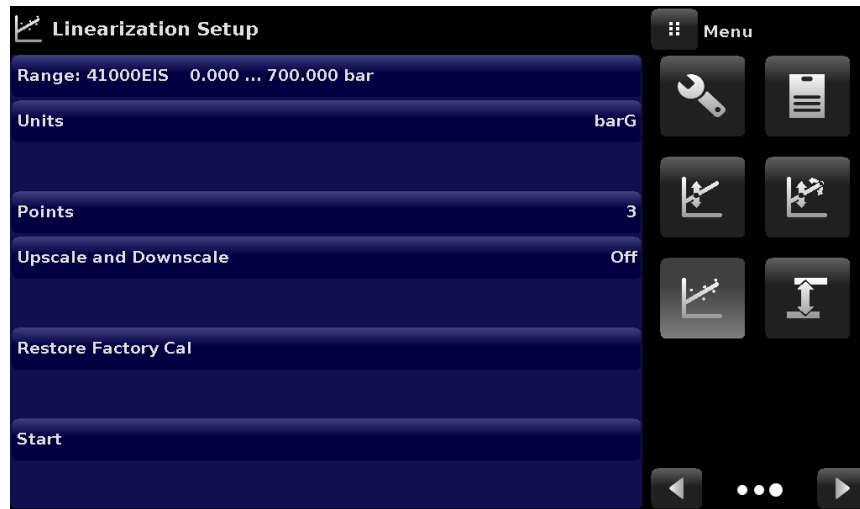 Linearization Setup
Menu
Range: 41000EIS 0.000 ... 700.000 bar
Units barG
Points 3
Upscale and Downscale Off
Restore Factory Cal
Start